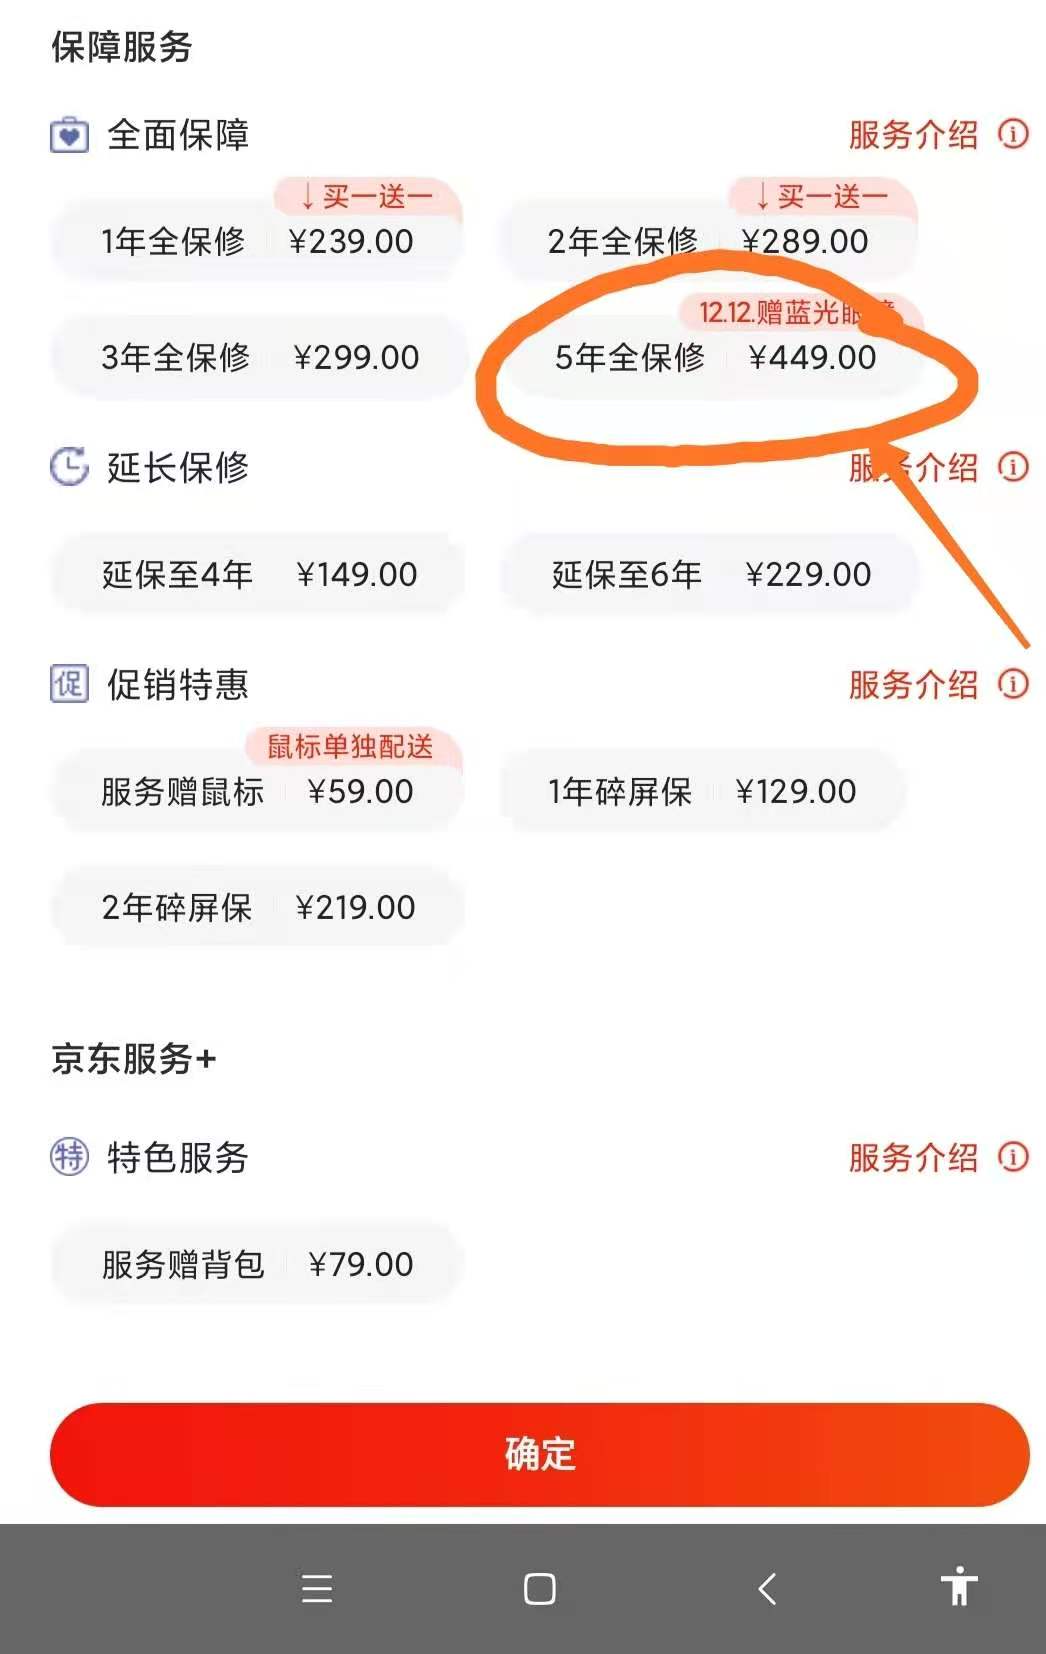 保障服务
全面保障 服务介绍
↓买一送一 ↓买一送一
1年全保修 ¥239.00 2年全保修 ¥289.00
12.12.赠蓝光眼
3年全保修 ¥299.00 5年全保修 ¥449.00
延长保修 服务介绍
延保至4年 ¥149.00 延保至6年 ¥229.00
促 促销特惠 服务介绍
鼠标单独配送
服务赠鼠标 ¥59.00 1年碎屏保 ¥129.00
2年碎屏保 ¥219.00
京东服务+
特 特色服务 服务介绍
服务赠背包 ¥79.00
确定